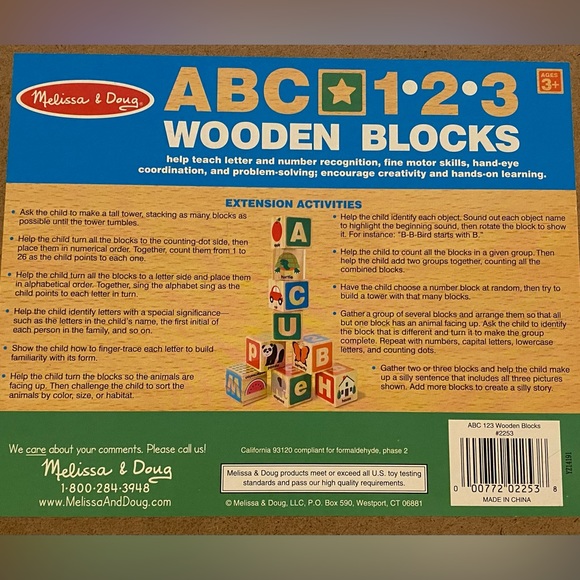 Melissa & Doug®
ABC 1•2•3
AGES
3+
WOODEN BLOCKS
help teach letter and number recognition, fine motor skills, hand-eye
coordination, and problem-solving; encourage creativity and hands-on learning.
EXTENSION ACTIVITIES
• Ask the child to make a tall tower, stacking as many blocks as
possible until the tower tumbles.
• Help the child turn all the blocks to the counting-dot side, then
place them in numerical order. Together, count them from 1 to
26 as the child points to each one.
• Help the child turn all the blocks to a letter side and place them
in alphabetical order. Together, sing the alphabet sing as the
child points to each letter in turn.
• Help the child identify letters with a special significance—
such as the letters in the child's name, the first initial of
each person in the family, and so on.
• Show the child how to finger-trace each letter to build
familiarity with its form.
• Help the child turn the blocks so the animals are
facing up. Then challenge the child to sort the
animals by color, size, or habitat.
• Help the child identify each object. Sound out each object name
to highlight the beginning sound, then rotate the block to show
it. For instance: "B-B-Bird starts with B."
• Help the child to count all the blocks in a given group. Then
help the child add two groups together, counting all the
combined blocks.
• Have the child choose a number block at random, then try to
build a tower with that many blocks.
• Gather a group of several blocks and arrange them so that all
but one block has an animal facing up. Ask the child to identify
the block that is different and turn it to make the group
complete. Repeat with numbers, capital letters, lowercase
letters, and counting dots.
• Gather two or three blocks and help the child make
up a silly sentence that includes all three pictures
shown. Add more blocks to create a silly story.
A
C
U
P
B
M
e
H
We care about your comments. Please call us!
Melissa & Doug
1-800-284-3948
www.MelissaAndDoug.com
California 93120 compliant for formaldehyde, phase 2
Melissa & Doug products meet or exceed all U.S. toy testing
standards and pass our high quality requirements.
© Melissa & Doug, LLC, P.O. Box 590, Westport, CT 06881
ABC 123 Wooden Blocks
#2253
0 00772 02253 8
MADE IN CHINA